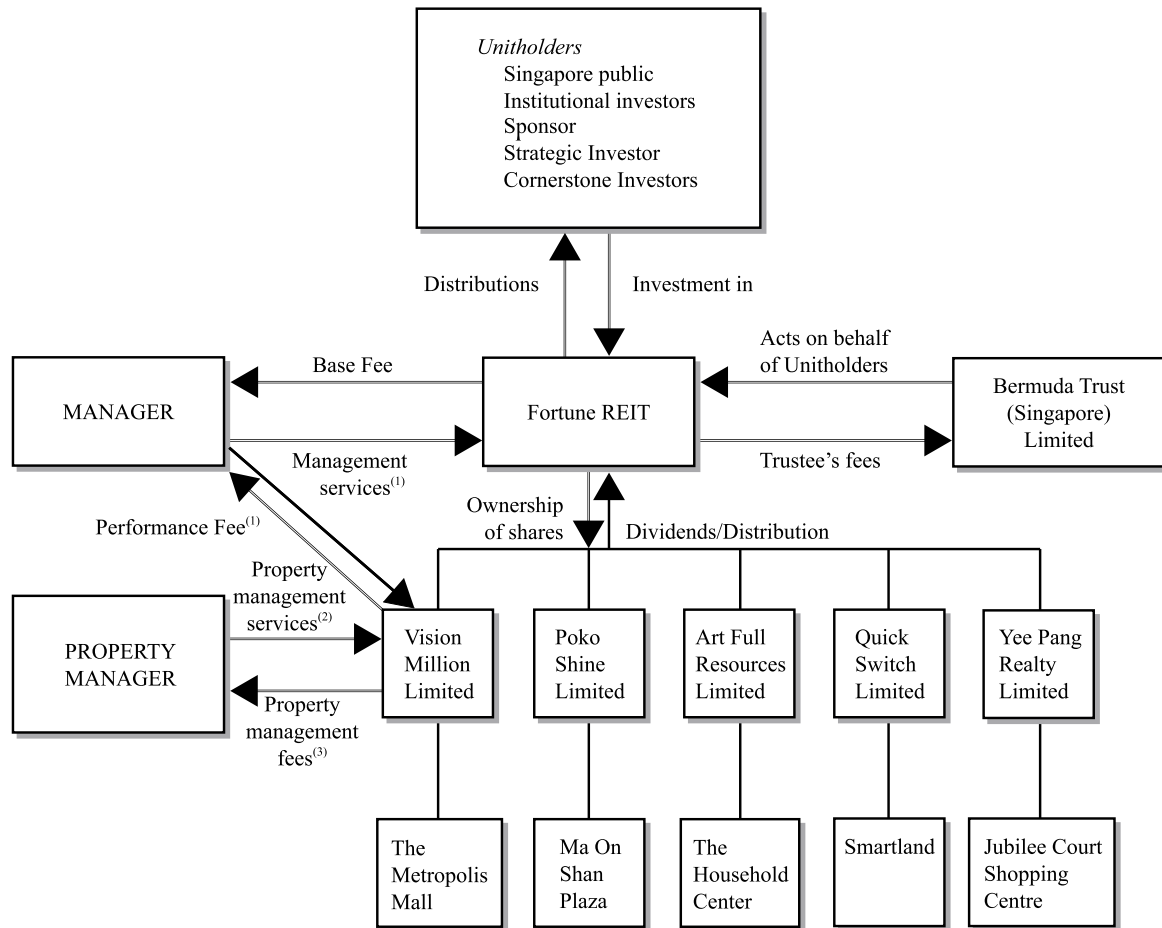 Unitholders
Singapore public
Institutional investors
Sponsor
Strategic Investor
Cornerstone Investors
Distributions
Investment in
Base Fee
Acts on behalf
of Unitholders
MANAGER
Fortune REIT
Bermuda Trust
(Singapore)
Limited
Management
services(1)
Trustee’s fees
Ownership
of shares
Dividends/Distribution
Performance Fee(1)
Property
management
services(2)
PROPERTY
MANAGER
Property
management
fees(3)
Vision
Million
Limited
Poko
Shine
Limited
Art Full
Resources
Limited
Quick
Switch
Limited
Yee Pang
Realty
Limited
The
Metropolis
Mall
Ma On
Shan
Plaza
The
Household
Center
Smartland
Jubilee Court
Shopping
Centre